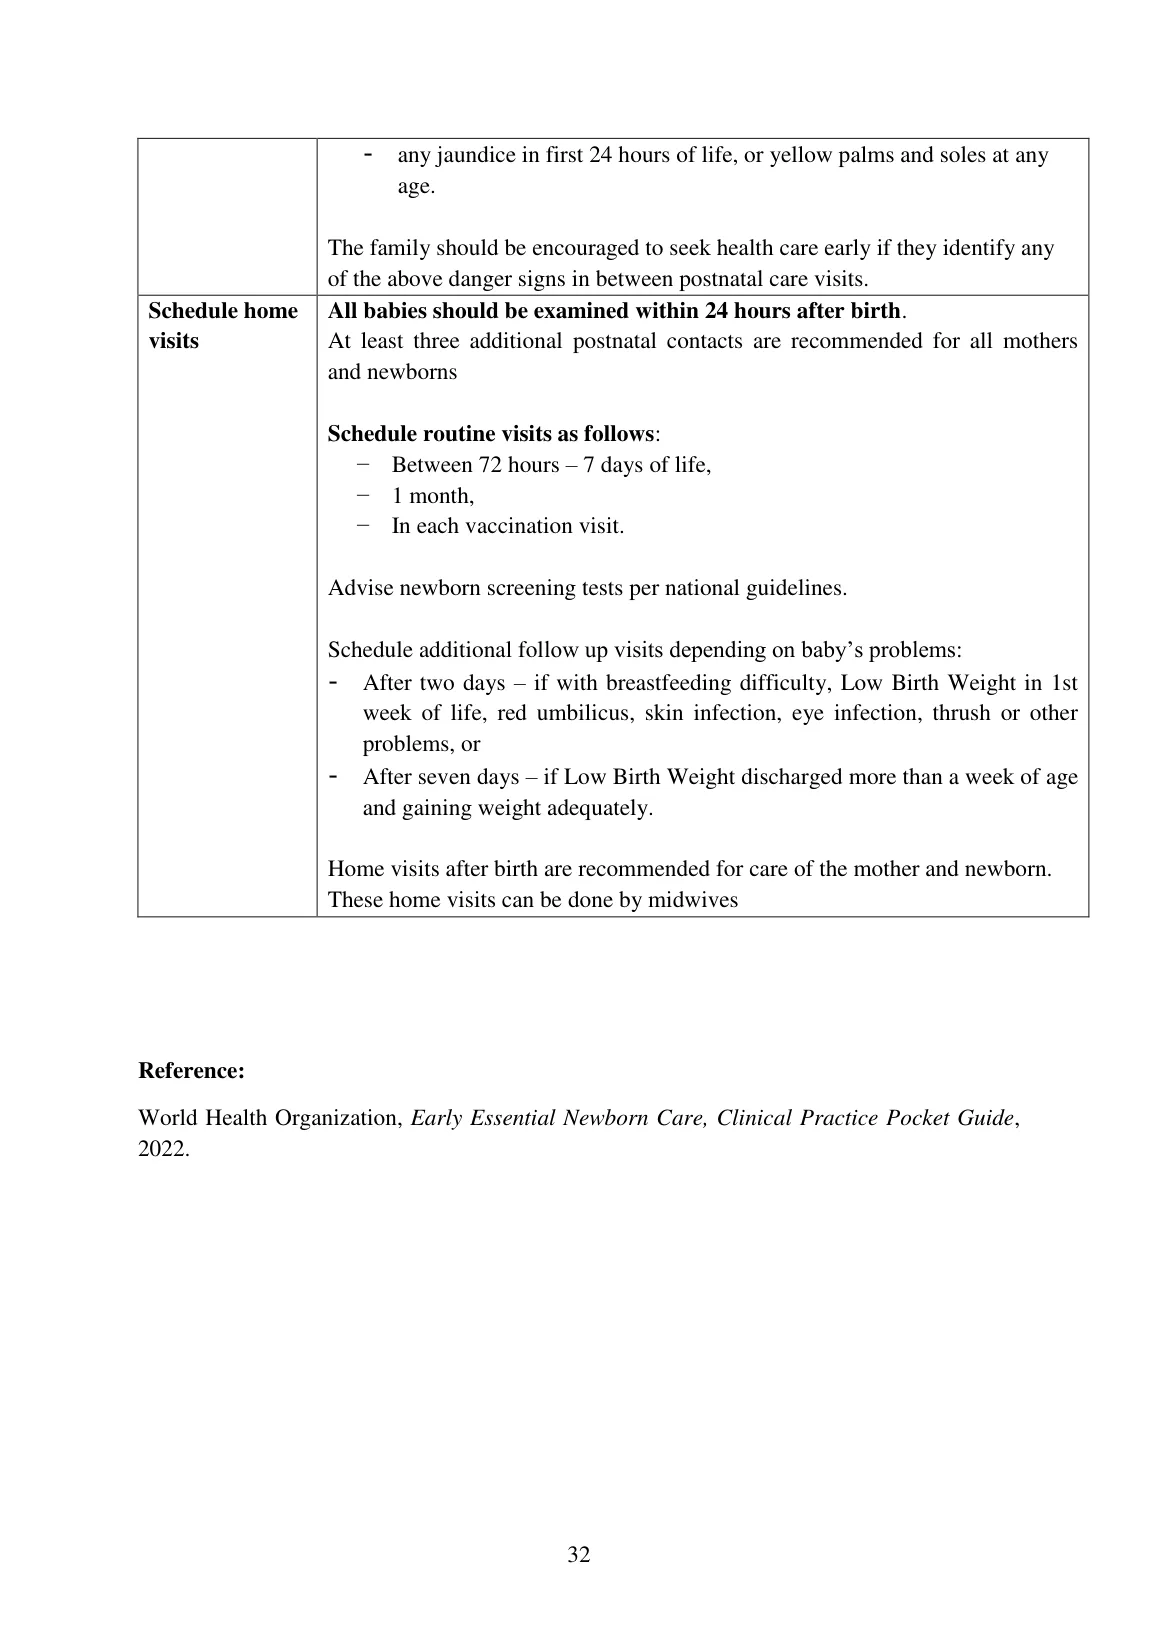 - any jaundice in first 24 hours of life, or yellow palms and soles at any
age.
The family should be encouraged to seek health care early if they identify any
of the above danger signs in between postnatal care visits.
Schedule home
visits
All babies should be examined within 24 hours after birth.
At least three additional postnatal contacts are recommended for all mothers
and newborns
Schedule routine visits as follows:
− Between 72 hours – 7 days of life,
− 1 month,
− In each vaccination visit.
Advise newborn screening tests per national guidelines.
Schedule additional follow up visits depending on baby’s problems:
- After two days – if with breastfeeding difficulty, Low Birth Weight in 1st
week of life, red umbilicus, skin infection, eye infection, thrush or other
problems, or
- After seven days – if Low Birth Weight discharged more than a week of age
and gaining weight adequately.
Home visits after birth are recommended for care of the mother and newborn.
These home visits can be done by midwives
Reference:
World Health Organization, Early Essential Newborn Care, Clinical Practice Pocket Guide,
2022.
32